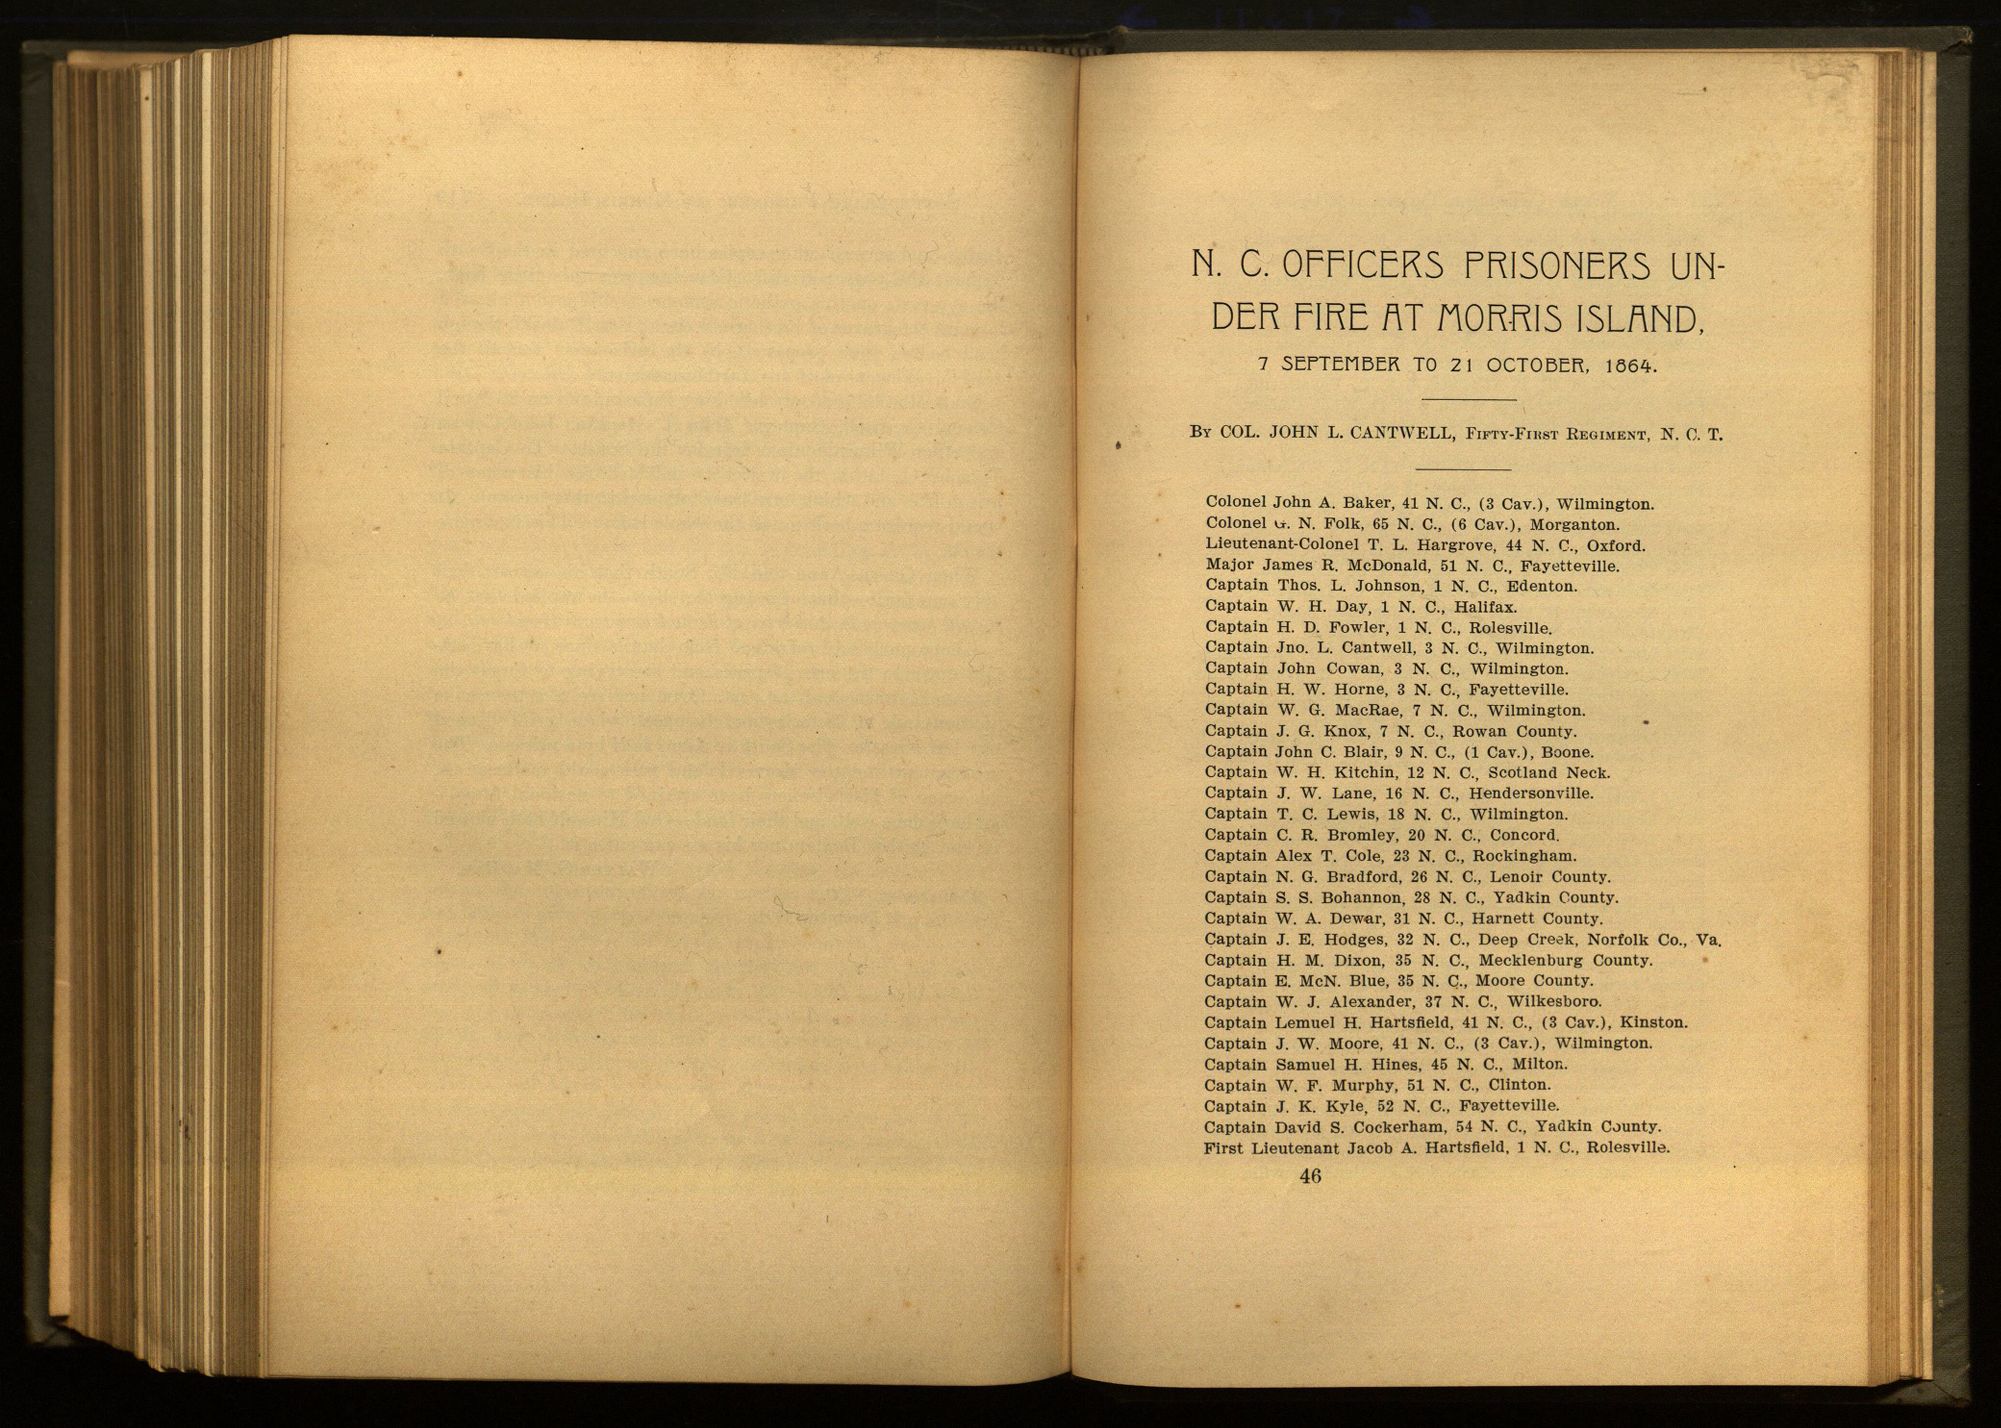 N. C. OFFICERS PRISONERS UN-
DER FIRE AT MORRIS ISLAND,
7 SEPTEMBER TO 21 OCTOBER, 1864.
By COL. JOHN L. CANTWELL, Fifty-First Regiment, N. C. T.
Colonel John A. Baker, 41 N. C., (3 Cav.), Wilmington.
Colonel G. N. Folk, 65 N. C., (6 Cav.), Morganton.
Lieutenant-Colonel T. L. Hargrove, 44 N. C., Oxford.
Major James R. McDonald, 51 N. C., Fayetteville.
Captain Thos. L. Johnson, 1 N. C., Edenton.
Captain W. H. Day, 1 N. C., Halifax.
Captain H. D. Fowler, 1 N. C., Rolesville.
Captain Jno. L. Cantwell, 3 N. C., Wilmington.
Captain John Cowan, 3 N. C., Wilmington.
Captain H. W. Horne, 3 N. C., Fayetteville.
Captain W. G. MacRae, 7 N. C., Wilmington.
Captain J. G. Knox, 7 N. C., Rowan County.
Captain John C. Blair, 9 N. C., (1 Cav.), Boone.
Captain W. H. Kitchin, 12 N. C., Scotland Neck.
Captain J. W. Lane, 16 N. C., Hendersonville.
Captain T. C. Lewis, 18 N. C., Wilmington.
Captain C. R. Bromley, 20 N. C., Concord.
Captain Alex T. Cole, 23 N. C., Rockingham.
Captain N. G. Bradford, 26 N. C., Lenoir County.
Captain S. S. Bohannon, 28 N. C., Yadkin County.
Captain W. A. Dewar, 31 N. C., Harnett County.
Captain J. E. Hodges, 32 N. C., Deep Creek, Norfolk Co., Va.
Captain H. M. Dixon, 35 N. C., Mecklenburg County.
Captain E. McN. Blue, 35 N. C., Moore County.
Captain W. J. Alexander, 37 N. C., Wilkesboro.
Captain Lemuel H. Hartsfield, 41 N. C., (3 Cav.), Kinston.
Captain J. W. Moore, 41 N. C., (3 Cav.), Wilmington.
Captain Samuel H. Hines, 45 N. C., Milton.
Captain W. F. Murphy, 51 N. C., Clinton.
Captain J. K. Kyle, 52 N. C., Fayetteville.
Captain David S. Cockerham, 54 N. C., Yadkin County.
First Lieutenant Jacob A. Hartsfield, 1 N. C., Rolesville.
46